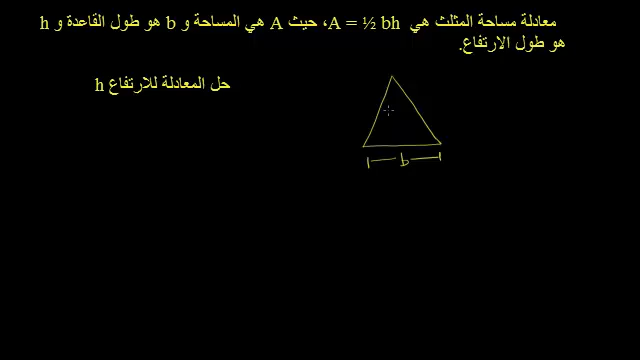 معادلة مساحة المثلث هي A = ½ bh، حيث A هي المساحة و b هو طول القاعدة و h
هو طول الارتفاع.
حل المعادلة للارتفاع h
b